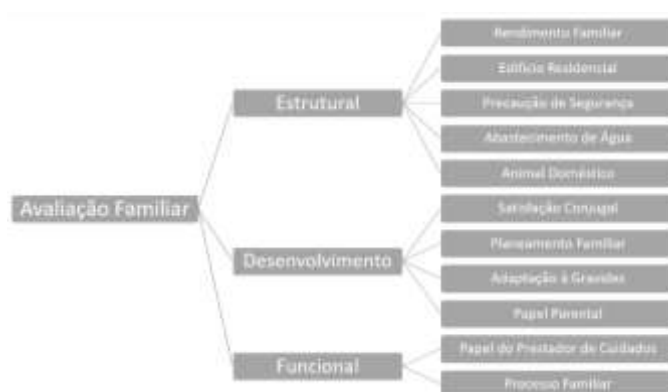 Avaliação Familiar
Estrutural
Rendimento Familiar
Edifício Residencial
Precaução de Segurança
Abastecimento de Água
Animal Doméstico
Desenvolvimento
Satisfação Conjugal
Planeamento Familiar
Adaptação à Gravidez
Papel Parental
Funcional
Papel do Prestador de Cuidados
Processo Familiar